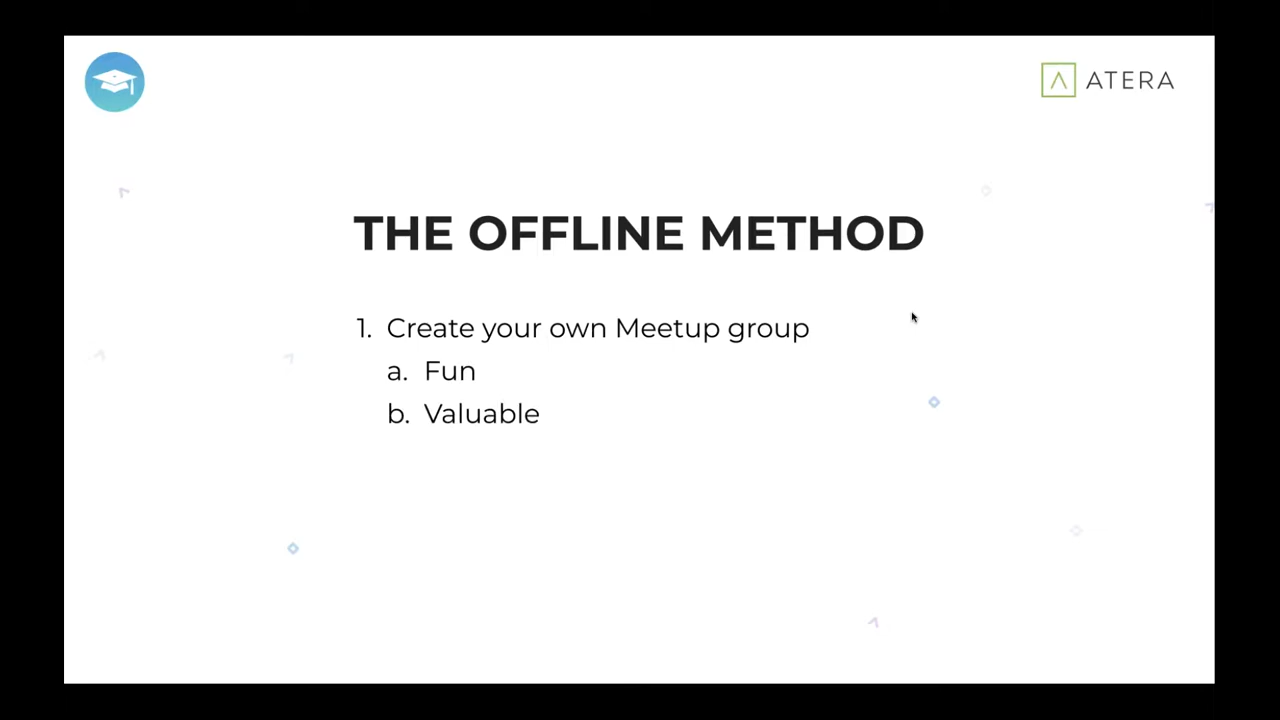 ATERA
THE OFFLINE METHOD
1. Create your own Meetup group
a. Fun
b. Valuable